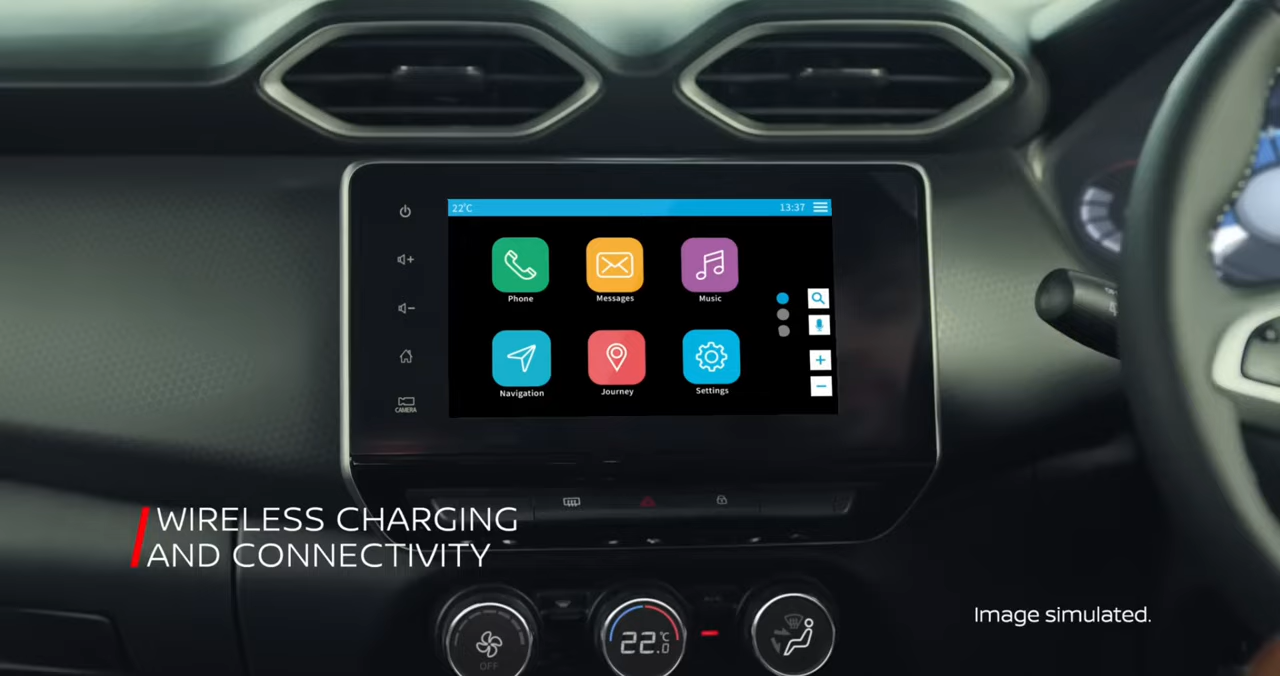 22°C
13:37
Phone
Messages
Music
Navigation
Journey
Settings
CAMERA
WIRELESS CHARGING
AND CONNECTIVITY
Image simulated.
OFF
22.0°C